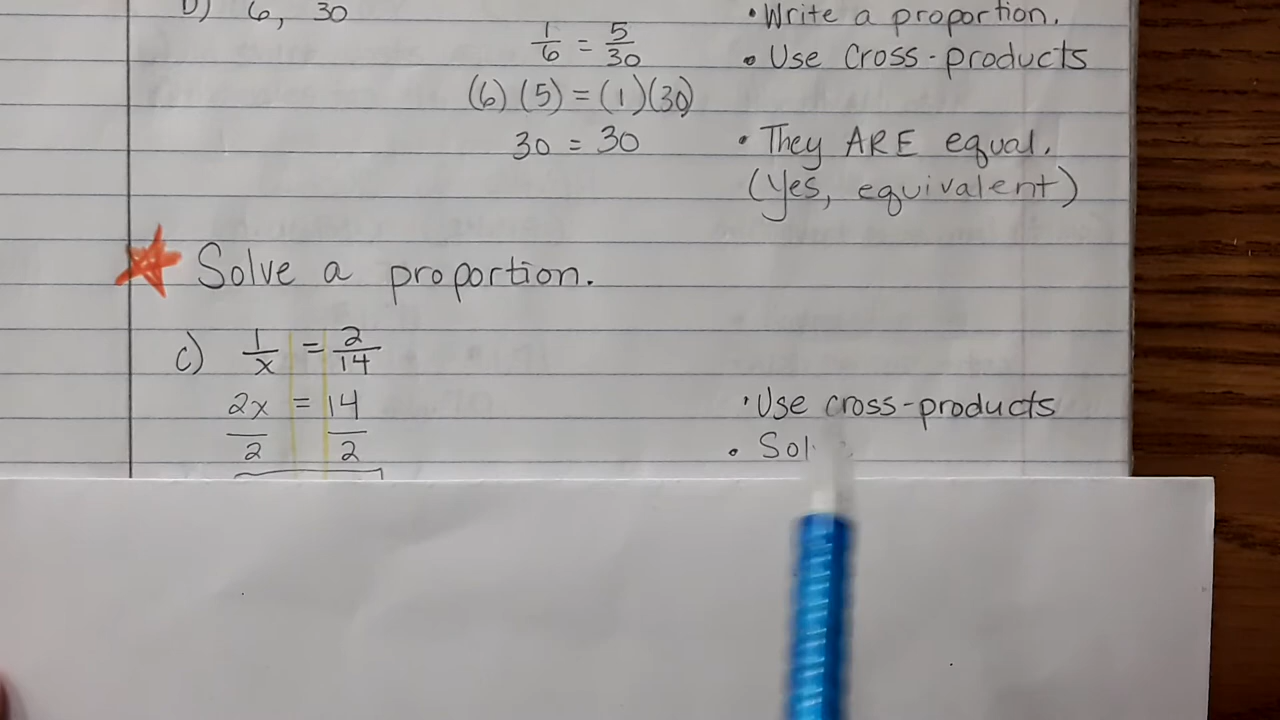 6, 30
1/6 = 5/30
• Write a proportion.
• Use cross-products
(6)(5) = (1)(30)
30 = 30
• They ARE equal.
(Yes, equivalent)
Solve a proportion.
c) 1/x = 2/14
2x = 14
• Use cross-products
2 2